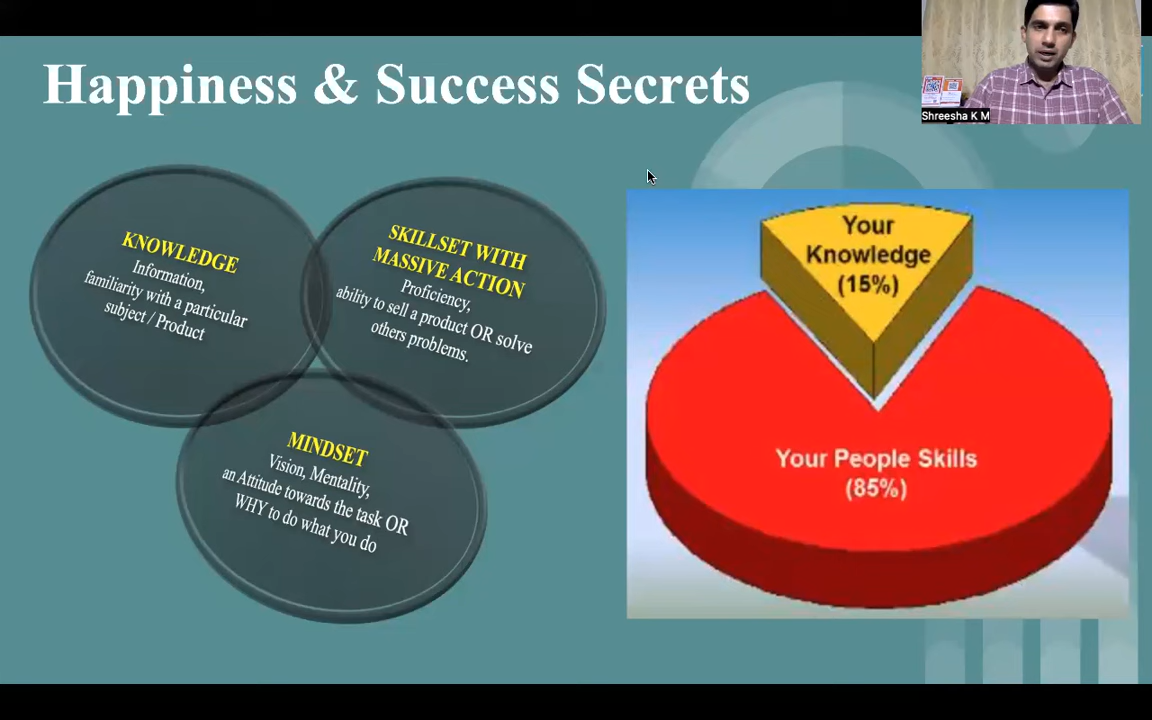 Happiness & Success Secrets
Shreesha K M
KNOWLEDGE
Information,
familiarity with a particular
subject / Product
SKILLSET WITH
MASSIVE ACTION
Proficiency,
ability to sell a product OR solve
others problems.
MINDSET
Vision, Mentality,
an Attitude towards the task OR
WHY to do what you do
Your
Knowledge
(15%)
Your People Skills
(85%)